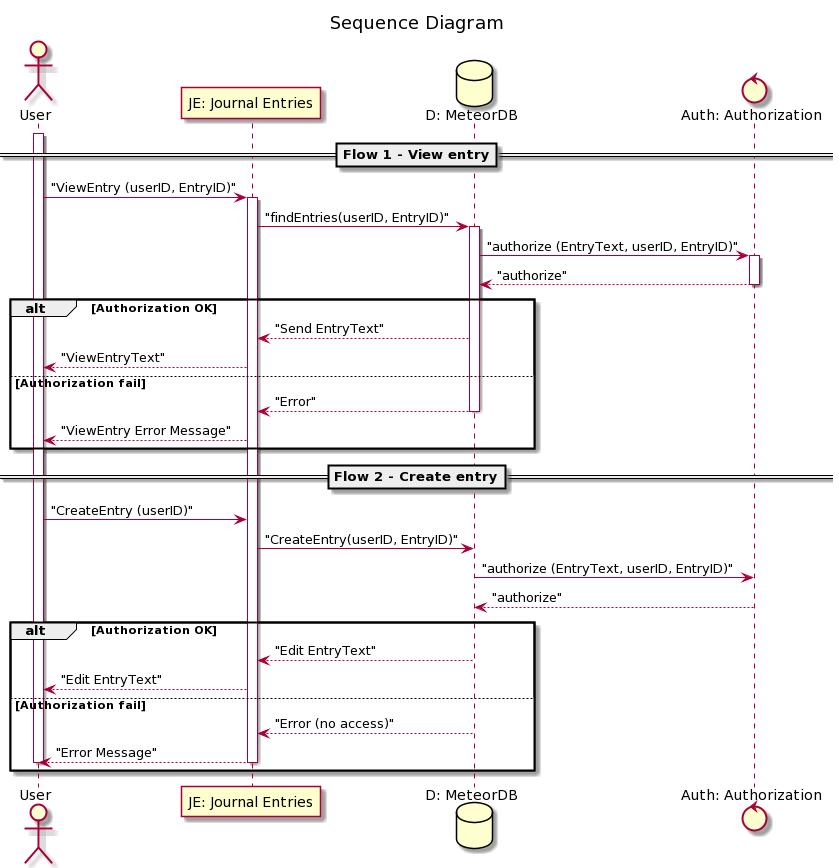 Sequence Diagram
User
JE: Journal Entries
D: MeteorDB
Auth: Authorization
Flow 1 - View entry
"ViewEntry (userID, EntryID)"
"findEntries(userID, EntryID)"
"authorize (EntryText, userID, EntryID)"
"authorize"
alt [Authorization OK]
"Send EntryText"
"ViewEntryText"
[Authorization fail]
"Error"
"ViewEntry Error Message"
Flow 2 - Create entry
"CreateEntry (userID)"
"CreateEntry(userID, EntryID)"
"authorize (EntryText, userID, EntryID)"
"authorize"
alt [Authorization OK]
"Edit EntryText"
"Edit EntryText"
[Authorization fail]
"Error (no access)"
"Error Message"
User
JE: Journal Entries
D: MeteorDB
Auth: Authorization